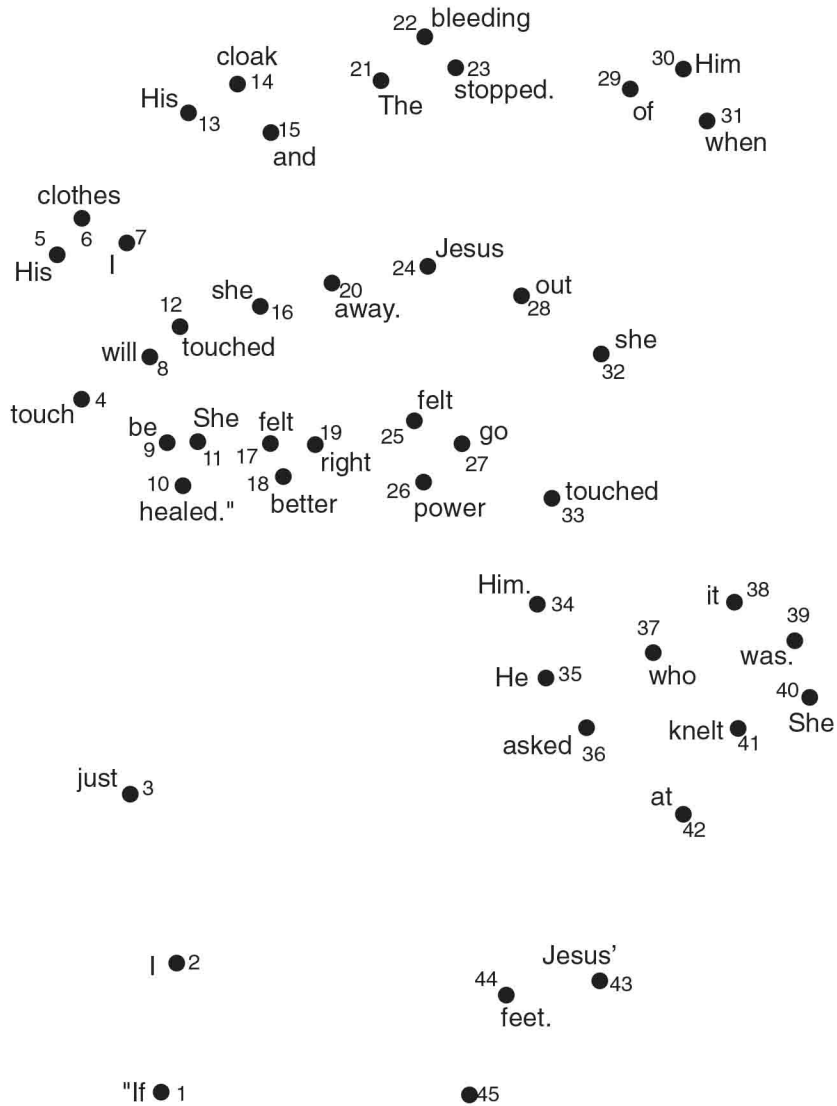 "If 1
I 2
just 3
touch 4
His 5
clothes 6
I 7
will 8
be 9
healed." 10
She 11
touched 12
His 13
cloak 14
and 15
she 16
felt 17
better 18
right 19
away. 20
The 21
bleeding 22
stopped. 23
Jesus 24
felt 25
power 26
go 27
out 28
of 29
Him 30
when 31
she 32
touched 33
Him. 34
He 35
asked 36
who 37
it 38
was. 39
She 40
knelt 41
at 42
Jesus’ 43
feet. 44
45